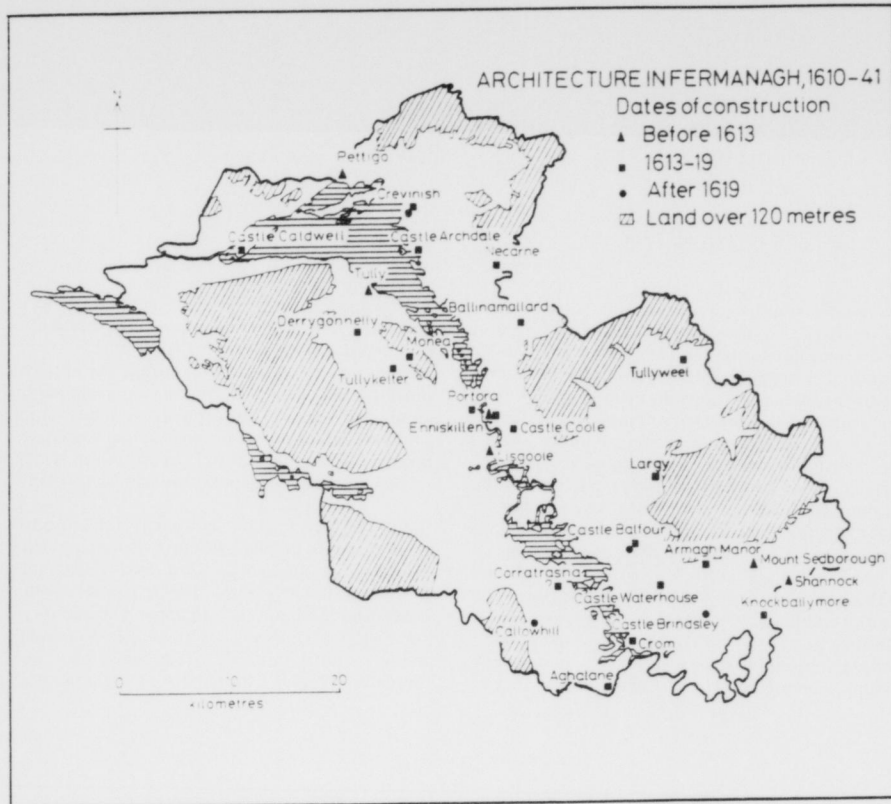 ARCHITECTURE IN FERMANAGH, 1610-41
Dates of construction
Before 1613
1613-19
After 1619
Land over 120 metres
N
Pettigo
Crevinish
Castle Caldwell
Castle Archdale
Necarne
Tully
Ballinamallard
Derrygonnelly
Monea
Tullykelter
Tullyweel
Portora
Enniskillen
Castle Coole
Lisgoole
Largy
Castle Balfour
Armagh Manor
Mount Sedborough
Shannock
Corratrasna
Castle Waterhouse
Knockballymore
Callowhill
Castle Brindsley
Crom
Aghalane
0 10 20
kilometres